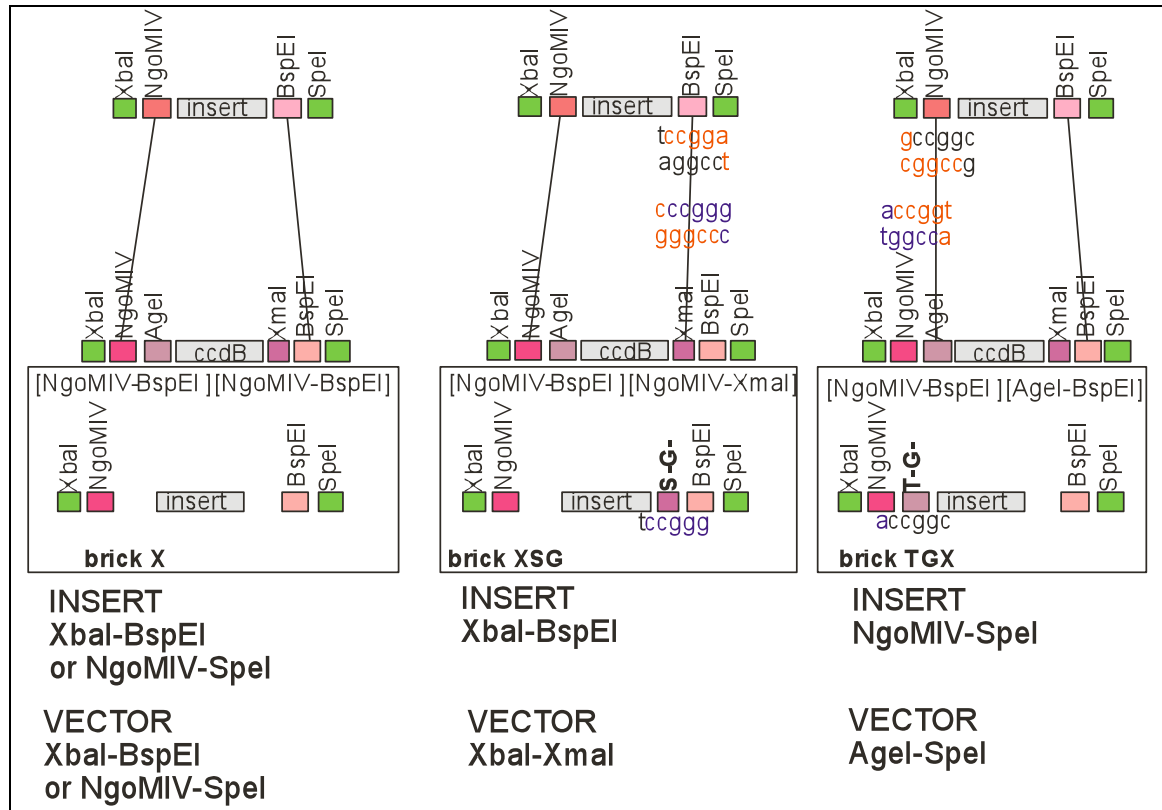 XbaI NgoMIV BspEI SpeI
insert
XbaI NgoMIV AgeI XmaI BspEI SpeI
ccdB
[NgoMIV-BspEI ][NgoMIV-BspEI]
XbaI NgoMIV BspEI SpeI
insert
brick X
INSERT
XbaI-BspEI
or NgoMIV-SpeI
VECTOR
XbaI-BspEI
or NgoMIV-SpeI
XbaI NgoMIV BspEI SpeI
insert
tccgga
aggcct
cccggg
gggccc
XbaI NgoMIV AgeI XmaI BspEI SpeI
ccdB
[NgoMIV-BspEI ][NgoMIV-XmaI]
XbaI NgoMIV S-G- BspEI SpeI
insert
tccggg
brick XSG
INSERT
XbaI-BspEI
VECTOR
XbaI-XmaI
XbaI NgoMIV BspEI SpeI
insert
gccggc
cggccg
accggt
tggcca
XbaI NgoMIV AgeI XmaI BspEI SpeI
ccdB
[NgoMIV-BspEI ][AgeI-BspEI]
XbaI NgoMIV T-G- BspEI SpeI
insert
accggc
brick TGX
INSERT
NgoMIV-SpeI
VECTOR
AgeI-SpeI